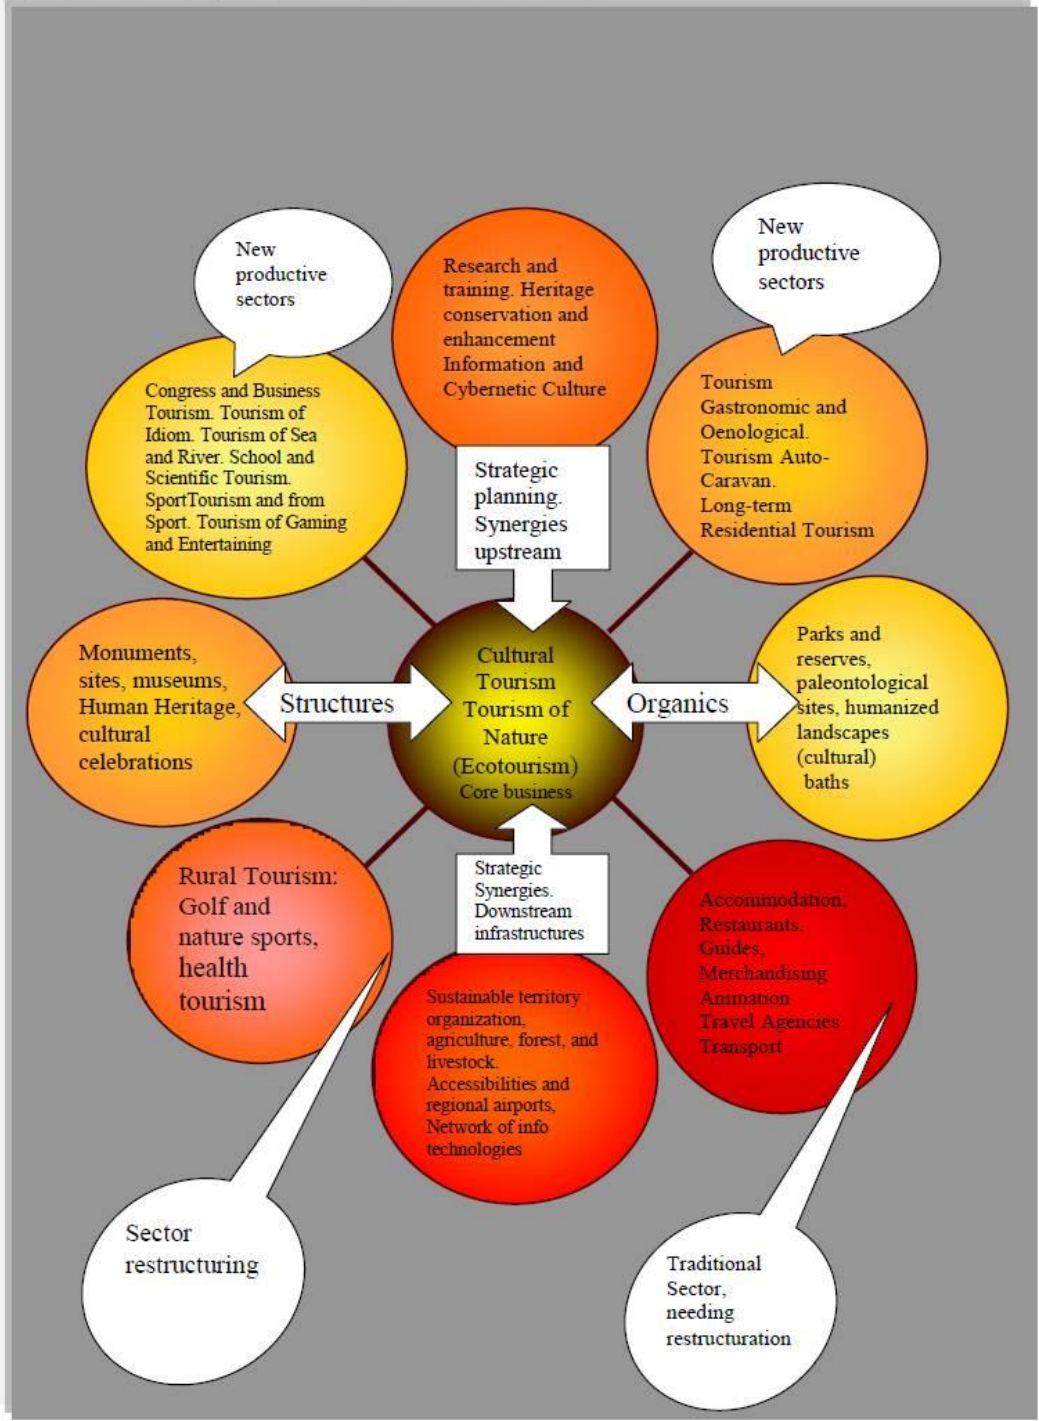 New
productive
sectors
Research and
training. Heritage
conservation and
enhancement
Information and
Cybernetic Culture
New
productive
sectors
Congress and Business
Tourism. Tourism of
Idiom. Tourism of Sea
and River. School and
Scientific Tourism.
SportTourism and from
Sport. Tourism of Gaming
and Entertaining
Strategic
planning.
Synergies
upstream
Tourism
Gastronomic and
Oenological.
Tourism Auto-
Caravan.
Long-term
Residential Tourism
Monuments,
sites, museums,
Human Heritage,
cultural
celebrations
Structures
Cultural
Tourism
Tourism of
Nature
(Ecotourism)
Core business
Organics
Parks and
reserves,
paleontological
sites, humanized
landscapes
(cultural)
baths
Rural Tourism:
Golf and
nature sports,
health
tourism
Strategic
Synergies.
Downstream
infrastructures
Sustainable territory
organization,
agriculture, forest, and
livestock.
Accessibilities and
regional airports,
Network of info
technologies
Accommodation,
Restaurants,
Guides,
Merchandising
Animation
Travel Agencies
Transport
Sector
restructuring
Traditional
Sector,
needing
restructuration